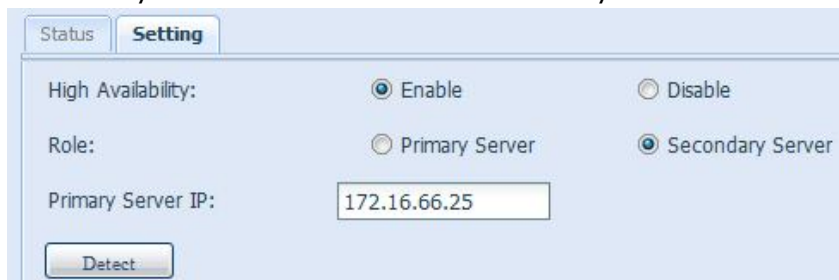 Status Setting
High Availability: Enable Disable
Role: Primary Server Secondary Server
Primary Server IP: 172.16.66.25
Detect